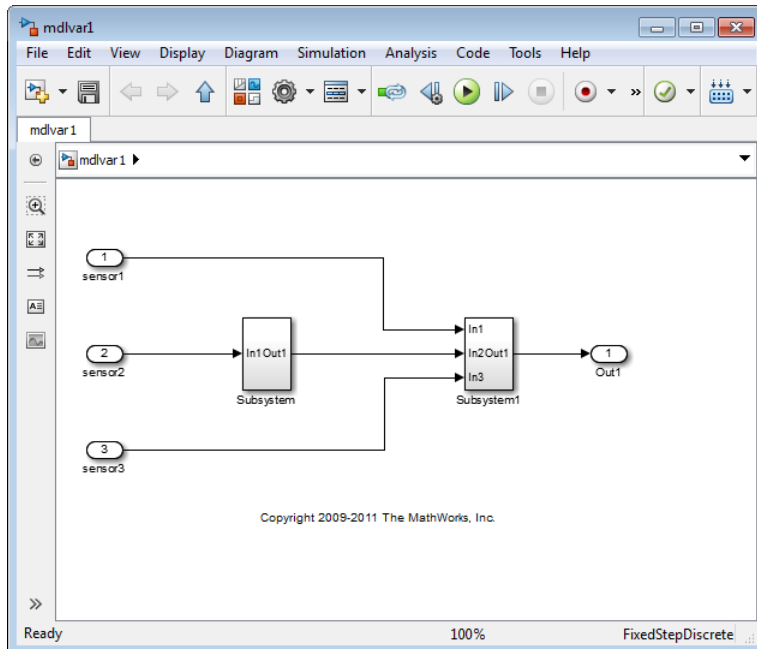 mdlvar1
File Edit View Display Diagram Simulation Analysis Code Tools Help
»
mdlvar1
mdlvar1
1
sensor1
2
sensor2
In1 Out1
Subsystem
In1
In2 Out1
In3
Subsystem1
1
Out1
3
sensor3
Copyright 2009-2011 The MathWorks, Inc.
»
Ready 100% FixedStepDiscrete